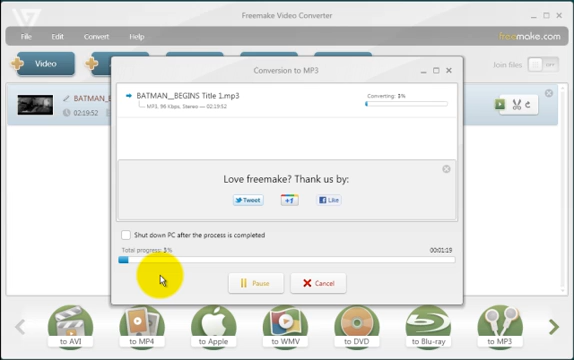 Freemake Video Converter
File Edit Convert Help
freemake.com
Video
Join files OFF
Conversion to MP3
BATMAN_BEGINS Title 1.mp3
MP3, 96 Kbps, Stereo — 02:19:52
Converting: 3%
BATMAN_
02:19:52
Love freemake? Thank us by:
Tweet +1 Like
Shut down PC after the process is completed
Total progress: 3%
00:01:19
Pause Cancel
to AVI to MP4 to Apple to WMV to DVD to Blu-ray to MP3